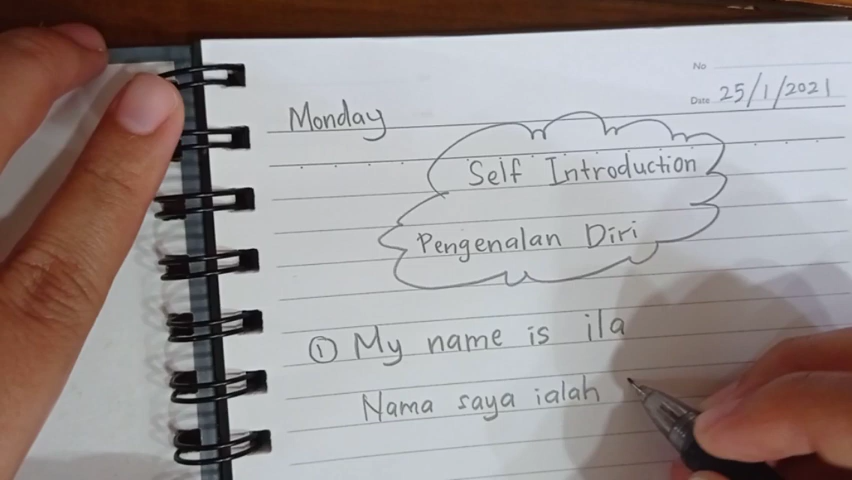 No
Date 25/1/2021
Monday
Self Introduction
Pengenalan Diri
① My name is ila
Nama saya ialah